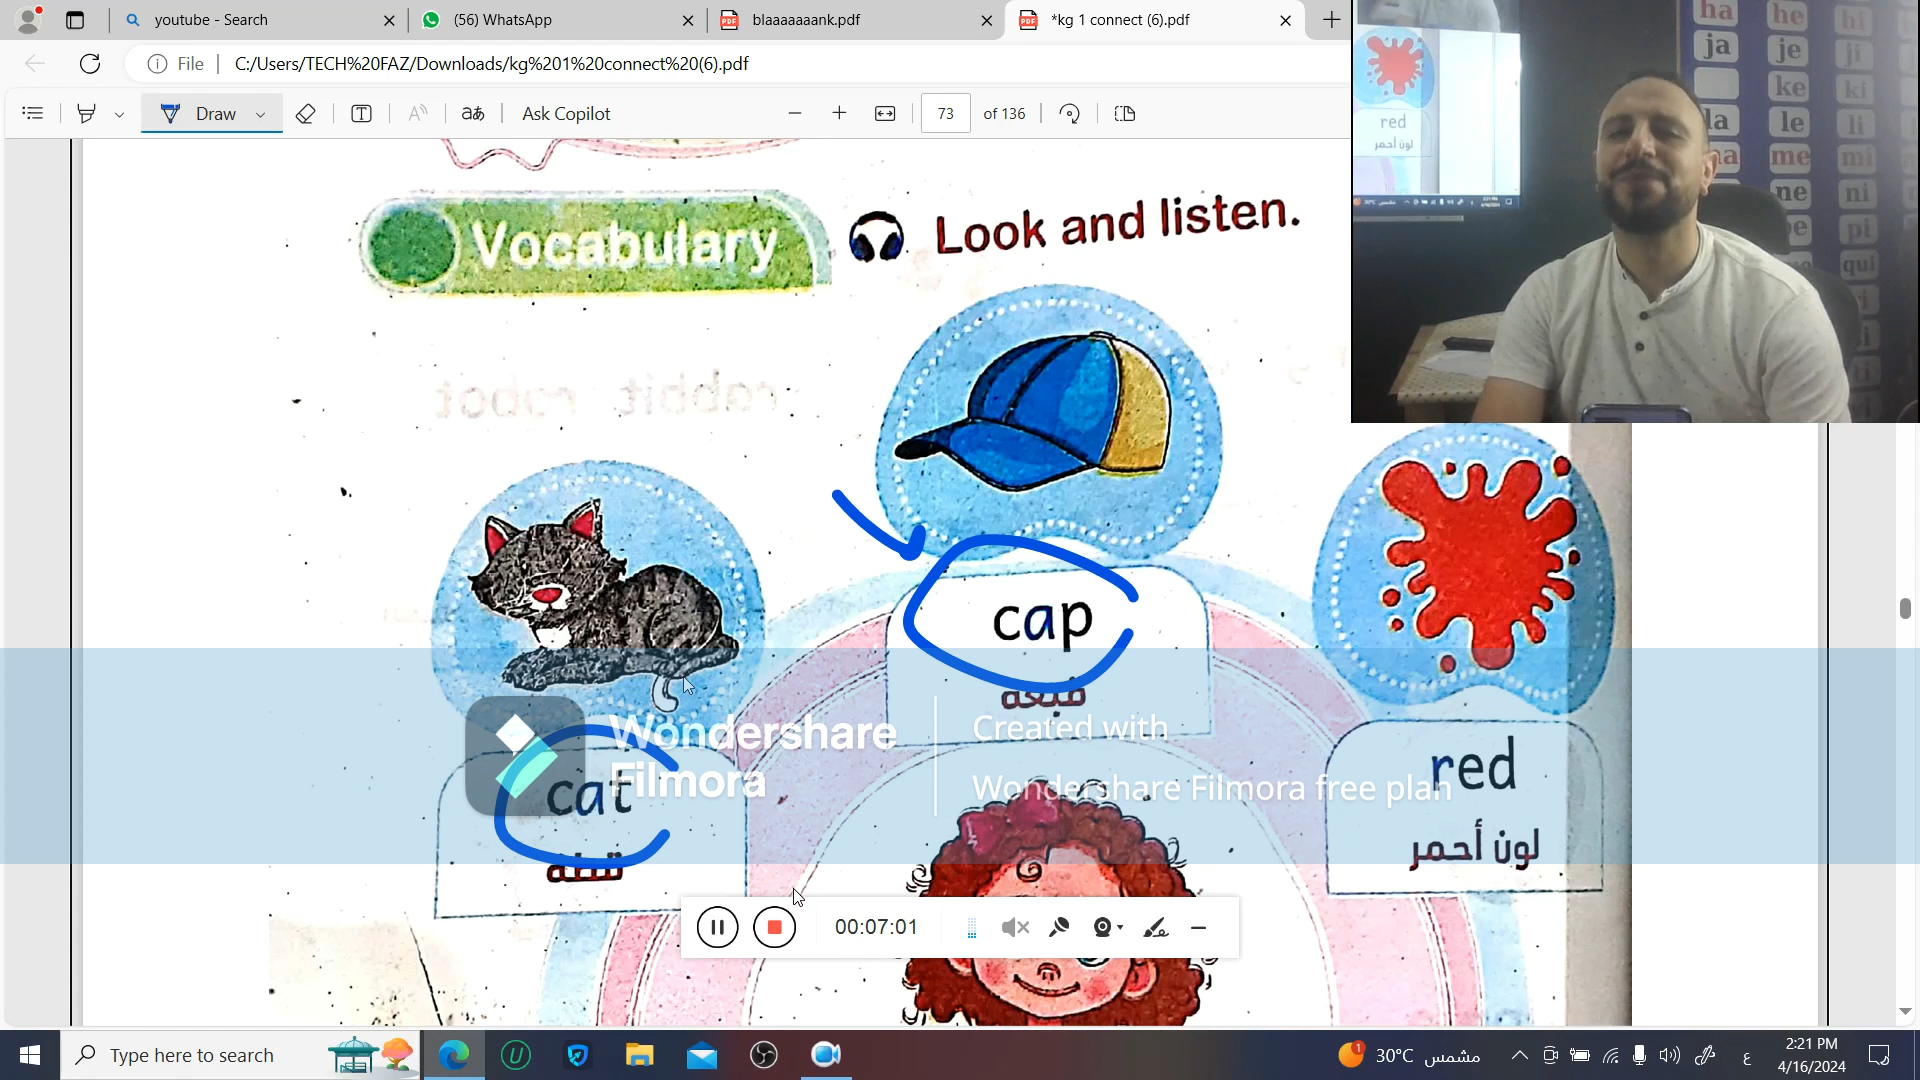 youtube - Search
(56) WhatsApp
blaaaaaaank.pdf
*kg 1 connect (6).pdf
File
C:/Users/TECH%20FAZ/Downloads/kg%201%20connect%20(6).pdf
Draw
Ask Copilot
73 of 136
Vocabulary
Look and listen.
cap
قبعة
cat
قطة
red
لون أحمر
Wondershare
Filmora
Created with
Wondershare Filmora free plan
00:07:01
red
لون أحمر
ha he hi
ja je ji
ke ki
la le li
me mi
ne ni
pi
qui
Type here to search
30°C مشمس
ع
2:21 PM
4/16/2024